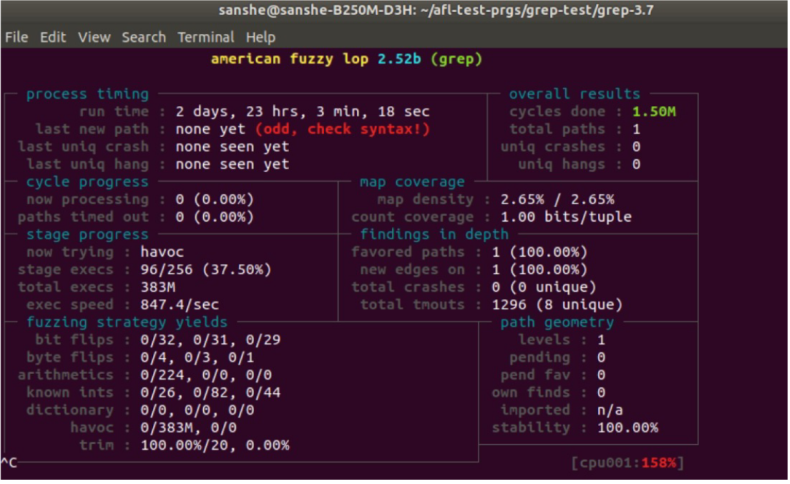 sanshe@sanshe-B250M-D3H: ~/afl-test-prgs/grep-test/grep-3.7
File Edit View Search Terminal Help
american fuzzy lop 2.52b (grep)
process timing overall results
run time : 2 days, 23 hrs, 3 min, 18 sec cycles done : 1.50M
last new path : none yet (odd, check syntax!) total paths : 1
last uniq crash : none seen yet uniq crashes : 0
last uniq hang : none seen yet uniq hangs : 0
cycle progress map coverage
now processing : 0 (0.00%) map density : 2.65% / 2.65%
paths timed out : 0 (0.00%) count coverage : 1.00 bits/tuple
stage progress findings in depth
now trying : havoc favored paths : 1 (100.00%)
stage execs : 96/256 (37.50%) new edges on : 1 (100.00%)
total execs : 383M total crashes : 0 (0 unique)
exec speed : 847.4/sec total tmouts : 1296 (8 unique)
fuzzing strategy yields path geometry
bit flips : 0/32, 0/31, 0/29 levels : 1
byte flips : 0/4, 0/3, 0/1 pending : 0
arithmetics : 0/224, 0/0, 0/0 pend fav : 0
known ints : 0/26, 0/82, 0/44 own finds : 0
dictionary : 0/0, 0/0, 0/0 imported : n/a
havoc : 0/383M, 0/0 stability : 100.00%
trim : 100.00%/20, 0.00%
^C [cpu001:158%]